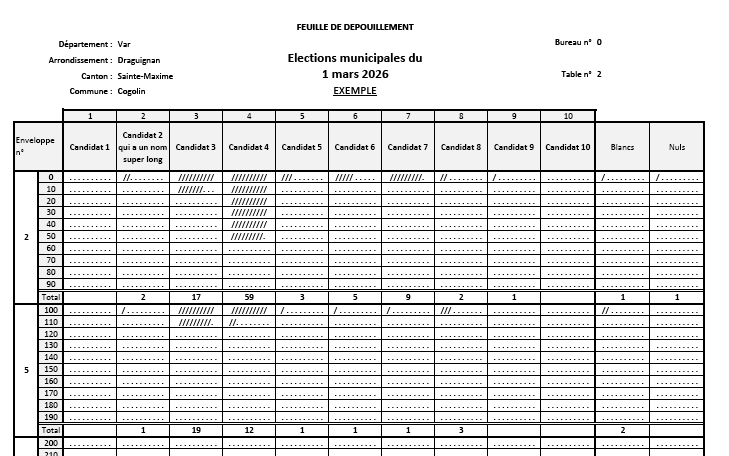 FEUILLE DE DEPOUILLEMENT
Département : Var
Bureau n° 0
Arrondissement : Draguignan
Elections municipales du
Canton : Sainte-Maxime
1 mars 2026
Table n° 2
Commune : Cogolin
EXEMPLE
1 2 3 4 5 6 7 8 9 10
Enveloppe n° Candidat 1 Candidat 2 qui a un nom super long Candidat 3 Candidat 4 Candidat 5 Candidat 6 Candidat 7 Candidat 8 Candidat 9 Candidat 10 Blancs Nuls
0 .......... //........ ////////// ////////// ///....... /////..... /////////. //........ /......... .......... /......... /.........
10 .......... .......... ///////... ////////// .......... .......... .......... .......... .......... .......... .......... ..........
20 .......... .......... .......... ////////// .......... .......... .......... .......... .......... .......... .......... ..........
30 .......... .......... .......... ////////// .......... .......... .......... .......... .......... .......... .......... ..........
40 .......... .......... .......... ////////// .......... .......... .......... .......... .......... .......... .......... ..........
2 50 .......... .......... .......... /////////. .......... .......... .......... .......... .......... .......... .......... ..........
60 .......... .......... .......... .......... .......... .......... .......... .......... .......... .......... .......... ..........
70 .......... .......... .......... .......... .......... .......... .......... .......... .......... .......... .......... ..........
80 .......... .......... .......... .......... .......... .......... .......... .......... .......... .......... .......... ..........
90 .......... .......... .......... .......... .......... .......... .......... .......... .......... .......... .......... ..........
Total 2 17 59 3 5 9 2 1 1 1
100 .......... /......... ////////// ////////// /......... /......... /......... ///....... .......... .......... //........ ..........
110 .......... .......... /////////. //........ .......... .......... .......... .......... .......... .......... .......... ..........
120 .......... .......... .......... .......... .......... .......... .......... .......... .......... .......... .......... ..........
130 .......... .......... .......... .......... .......... .......... .......... .......... .......... .......... .......... ..........
140 .......... .......... .......... .......... .......... .......... .......... .......... .......... .......... .......... ..........
5 150 .......... .......... .......... .......... .......... .......... .......... .......... .......... .......... .......... ..........
160 .......... .......... .......... .......... .......... .......... .......... .......... .......... .......... .......... ..........
170 .......... .......... .......... .......... .......... .......... .......... .......... .......... .......... .......... ..........
180 .......... .......... .......... .......... .......... .......... .......... .......... .......... .......... .......... ..........
190 .......... .......... .......... .......... .......... .......... .......... .......... .......... .......... .......... ..........
Total 1 19 12 1 1 1 3 2
200 .......... .......... .......... .......... .......... .......... .......... .......... .......... .......... .......... ..........
210 .......... .......... .......... .......... .......... .......... .......... .......... .......... .......... .......... ..........